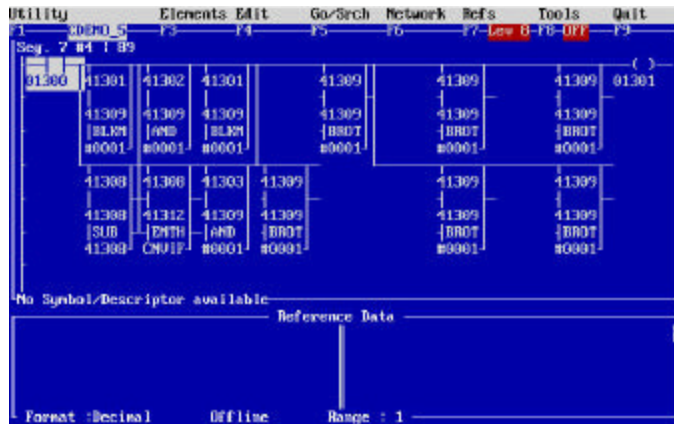 Utility Elements Edit Go/Srch Network Refs Tools Quit
F1 CDEMO_5 F3 F4 F5 F6 F7-Lev 8-F8-OFF-F9
Seg. 7 #4 1 89
( )
01300 41301 41302 41301 41309 41309 41309 01301
41309 41309 41309 41309 41309 41309
BLKM AND BLKM BROT BROT BROT
#0001 #0001 #0001 #0001 #0001 #0001
41308 41308 41303 41309 41309 41309
41308 41312 41309 41309 41309 41309
SUB EMTH AND BROT BROT BROT
41308 CNVIF #0001 #0001 #0001 #0001
No Symbol/Descriptor available
Reference Data
Format :Decimal Offline Range : 1